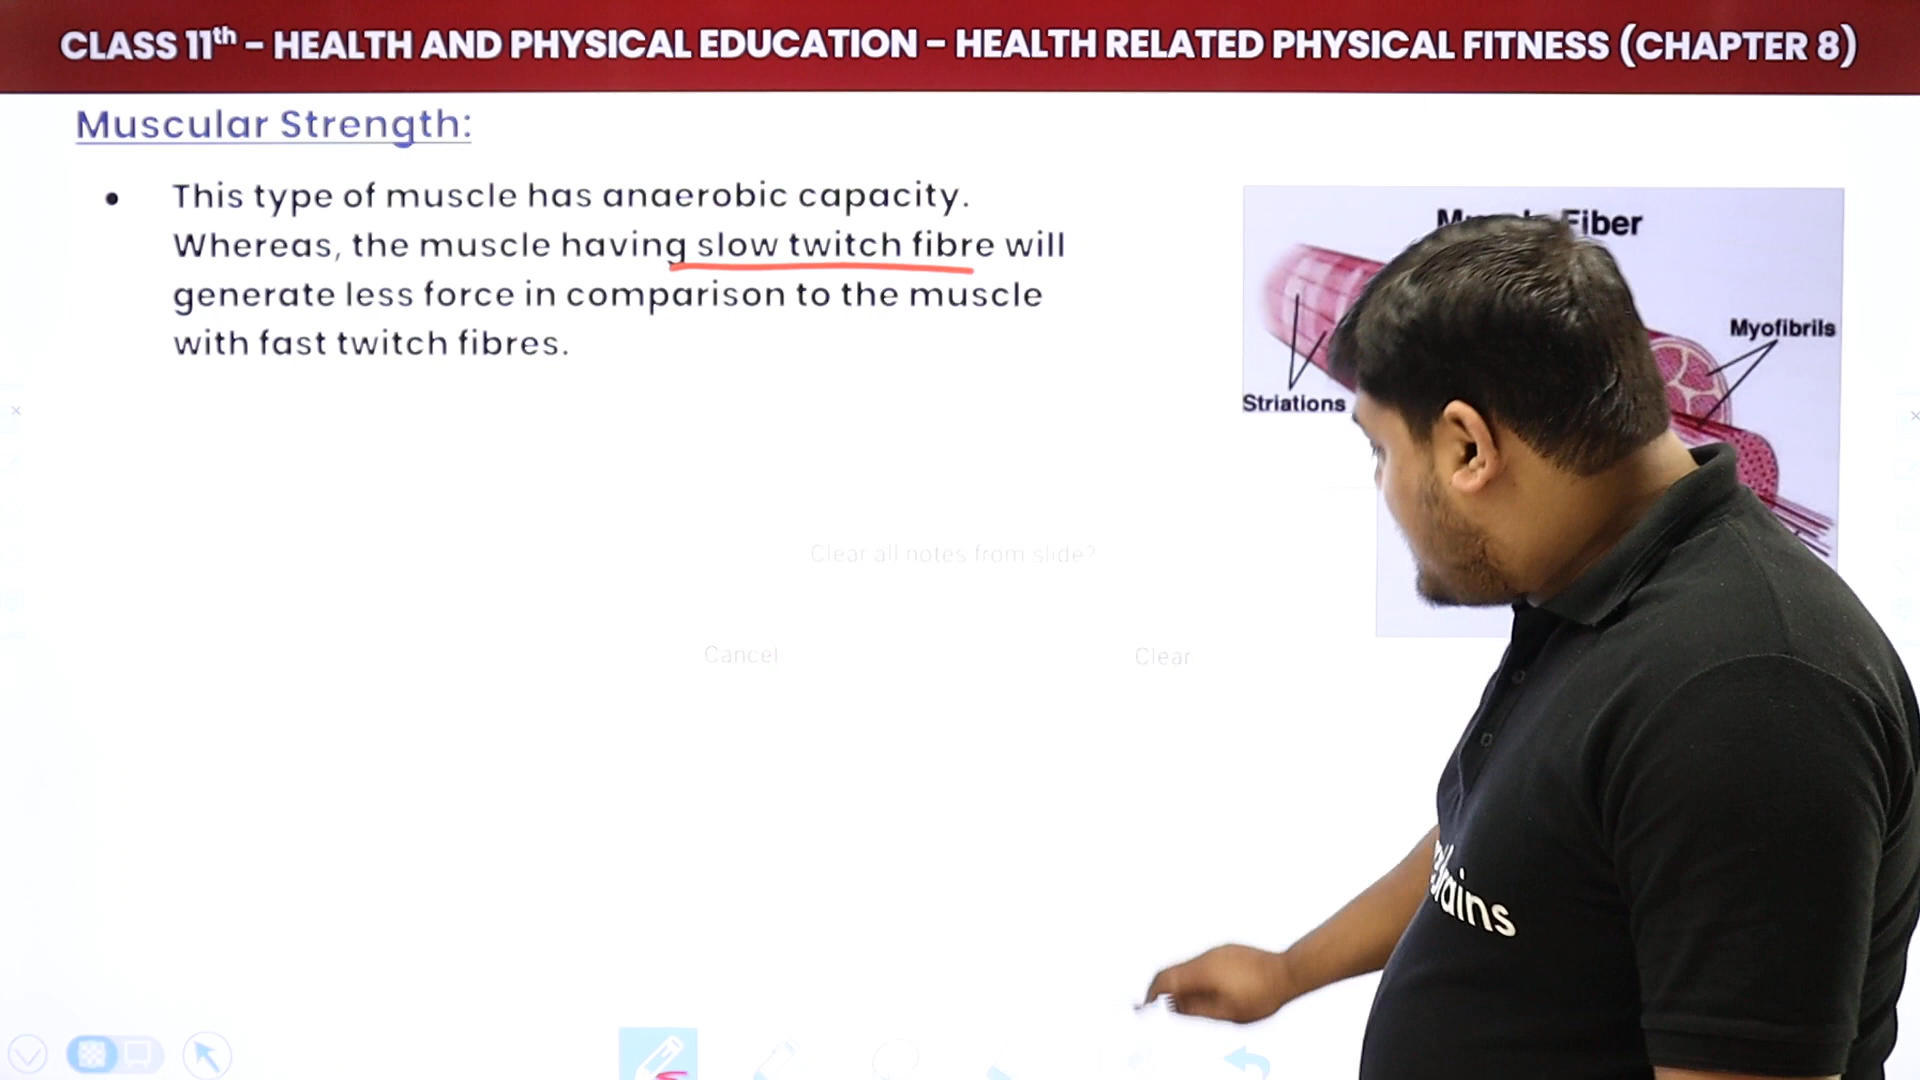 CLASS 11th – HEALTH AND PHYSICAL EDUCATION – HEALTH RELATED PHYSICAL FITNESS (CHAPTER 8)
Muscular Strength:
• This type of muscle has anaerobic capacity.
Whereas, the muscle having slow twitch fibre will
generate less force in comparison to the muscle
with fast twitch fibres.
Fiber
Myofibrils
Striations
Clear all notes from slide?
Cancel
Clear